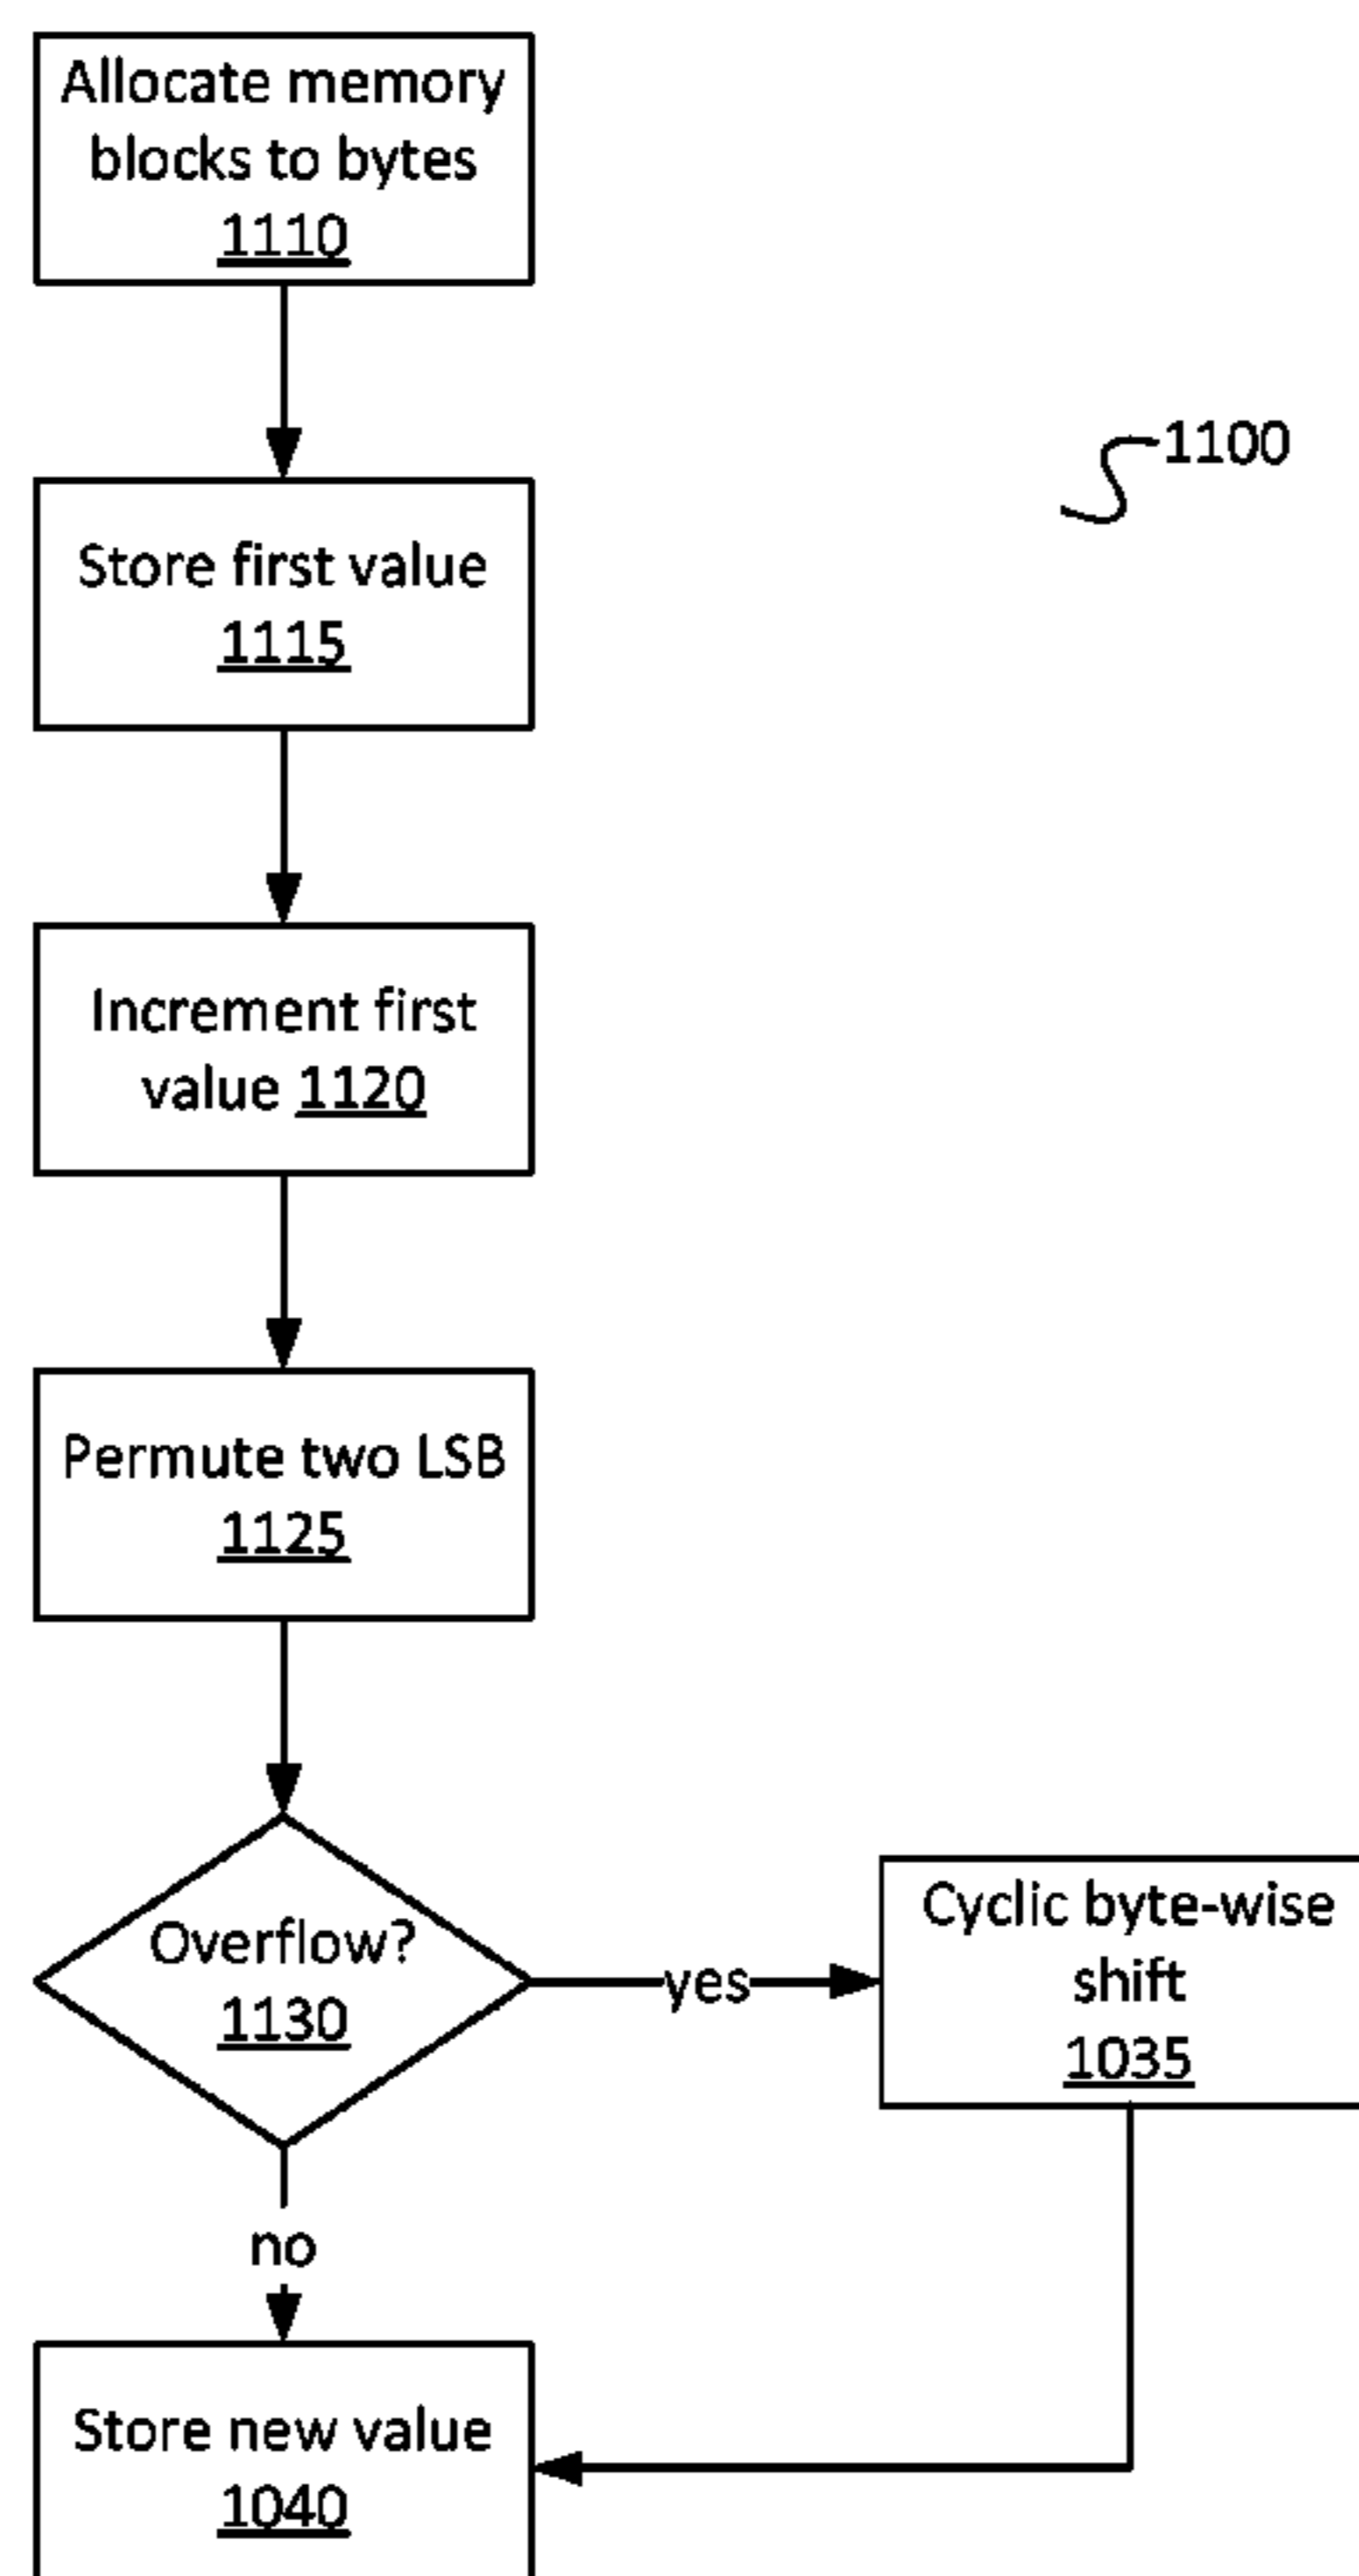 Allocate memory
blocks to bytes
1110
1100
Store first value
1115
Increment first
value 1120
Permute two LSB
1125
Overflow?
1130
yes
Cyclic byte-wise
shift
1035
no
Store new value
1040